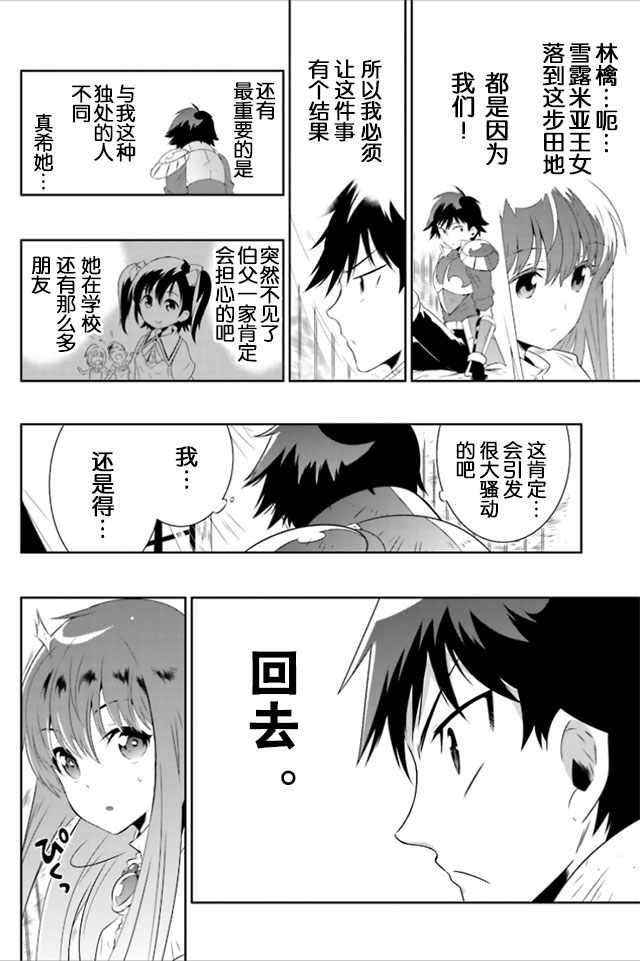 林檎…呃…
雪露米亚王女
落到这步田地
都是因为
我们！
所以我必须
让这件事
有个结果
还有
最重要的是
与我这种
独处的人
不同
真希她…
突然不见了
伯父一家肯定
会担心的吧
她在学校
还有那么多
朋友
这肯定…
会引发
很大骚动
的吧
我…
还是得…
回去。
ぴくっ